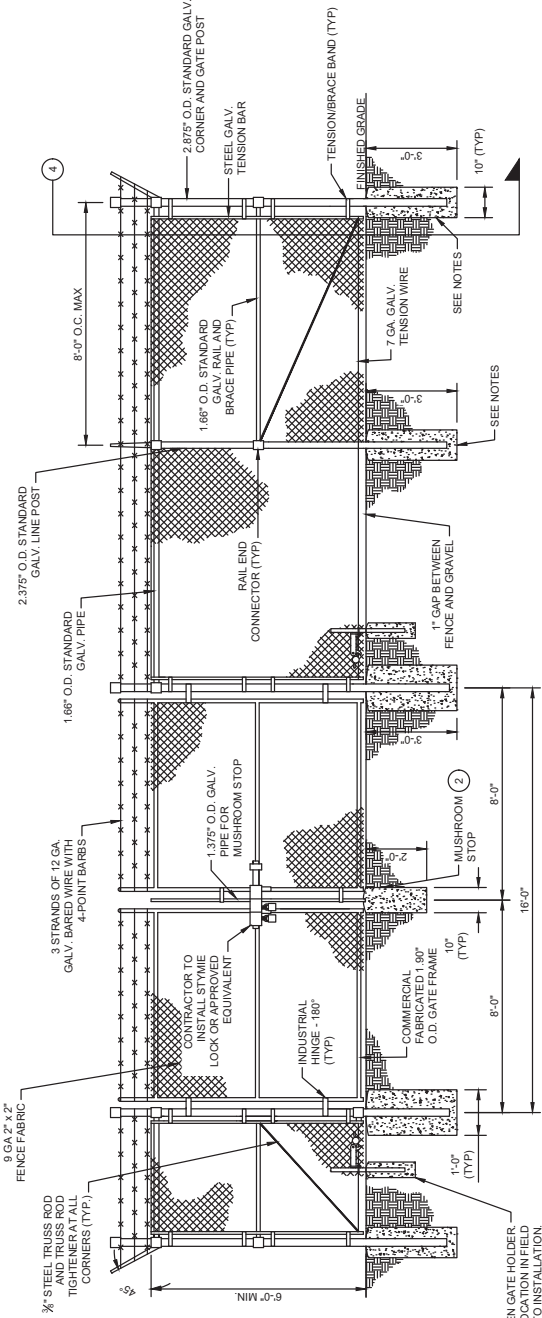 9 GA 2" x 2"
FENCE FABRIC
3 STRANDS OF 12 GA.
GALV. BARED WIRE WITH
4-POINT BARBS
1.66" O.D. STANDARD
GALV. PIPE
2.375" O.D. STANDARD
GALV. LINE POST
8'-0" O.C. MAX
4
2.875" O.D. STANDARD GALV.
CORNER AND GATE POST
STEEL GALV.
TENSION BAR
TENSION/BRACE BAND (TYP)
FINISHED GRADE
3'-0"
10" (TYP)
SEE NOTES
3/8" STEEL TRUSS ROD
AND TRUSS ROD
TIGHTENER AT ALL
CORNERS (TYP.)
45°
6'-0" MIN.
CONTRACTOR TO
INSTALL STYMIE
LOCK OR APPROVED
EQUIVALENT
1.375" O.D. GALV.
PIPE FOR
MUSHROOM STOP
RAIL END
CONNECTOR (TYP)
1.66" O.D. STANDARD
GALV. RAIL AND
BRACE PIPE (TYP)
7 GA. GALV.
TENSION WIRE
3'-0"
SEE NOTES
INDUSTRIAL
HINGE - 180°
(TYP)
COMMERCIAL
FABRICATED 1.90"
O.D. GATE FRAME
2'-0"
MUSHROOM
STOP
2
3'-0"
1" GAP BETWEEN
FENCE AND GRAVEL
1'-0"
(TYP)
10"
(TYP)
8'-0"
8'-0"
16'-0"
GATE HOLDER.
LOCATION IN FIELD
TO INSTALLATION.